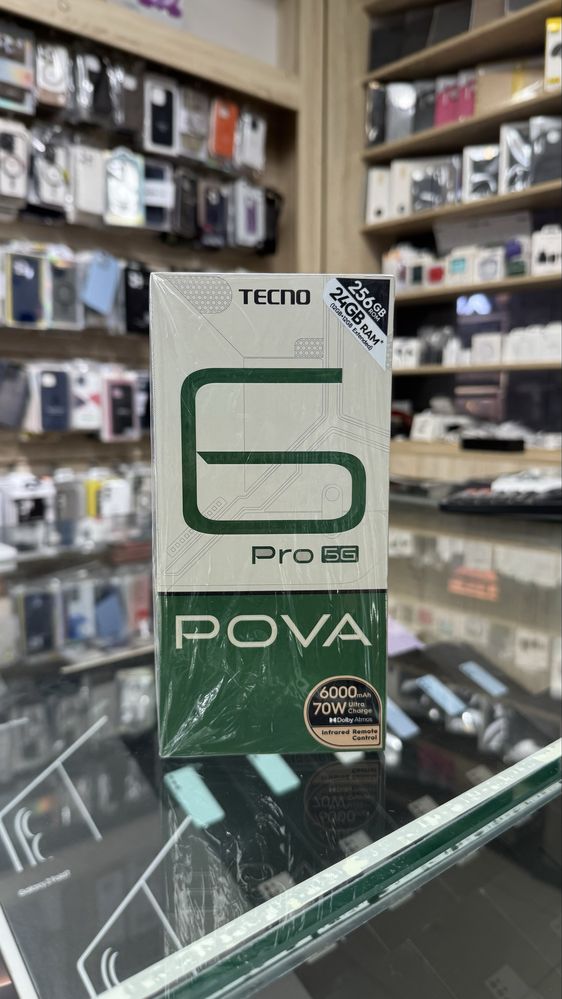 TECNO
256GB
ROM
24GB RAM*
(12GB+12GB Extended)
6
Pro 5G
POVA
6000mAh
70W Ultra
Charge
Dolby Atmos
Infrared Remote
Control